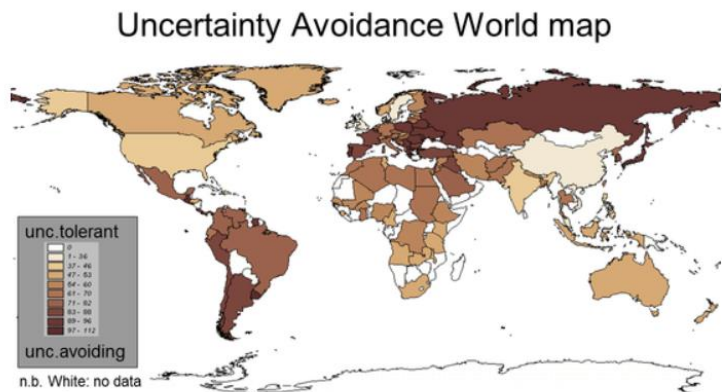 Uncertainty Avoidance World map
unc.tolerant
0
1 - 36
37 - 46
47 - 53
54 - 60
61 - 70
71 - 82
83 - 88
89 - 96
97 - 112
unc.avoiding
n.b. White: no data